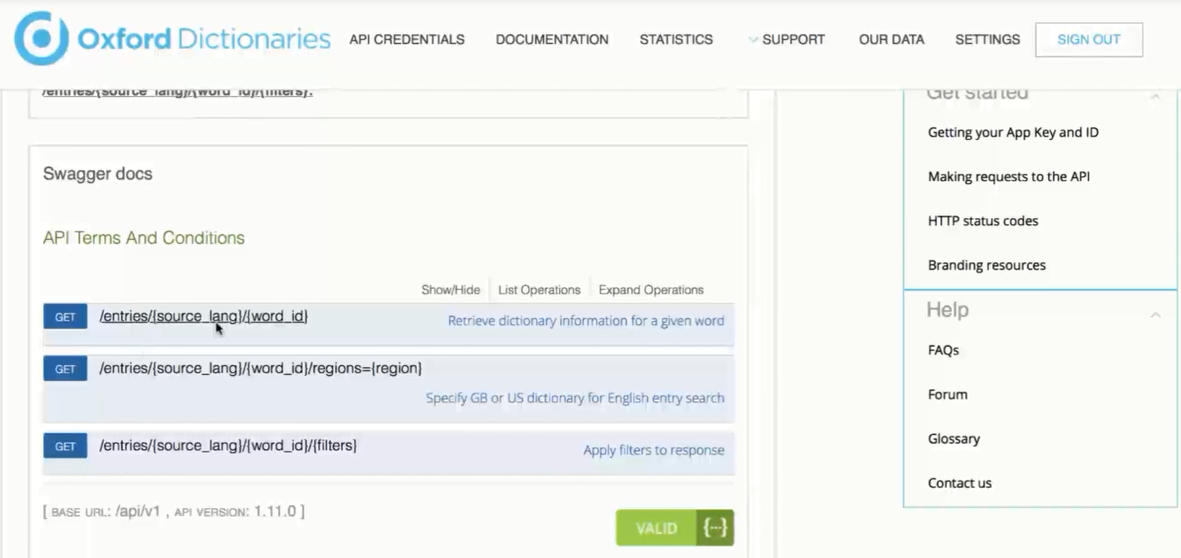 Oxford Dictionaries API CREDENTIALS DOCUMENTATION STATISTICS SUPPORT OUR DATA SETTINGS SIGN OUT
/entries/{source_lang}/{word_id}/{filters}.
Swagger docs
API Terms And Conditions
Show/Hide List Operations Expand Operations
GET /entries/{source_lang}/{word_id} Retrieve dictionary information for a given word
GET /entries/{source_lang}/{word_id}/regions={region}
Specify GB or US dictionary for English entry search
GET /entries/{source_lang}/{word_id}/{filters} Apply filters to response
[ BASE URL: /api/v1 , API VERSION: 1.11.0 ]
VALID {···}
Get started
Getting your App Key and ID
Making requests to the API
HTTP status codes
Branding resources
Help
FAQs
Forum
Glossary
Contact us